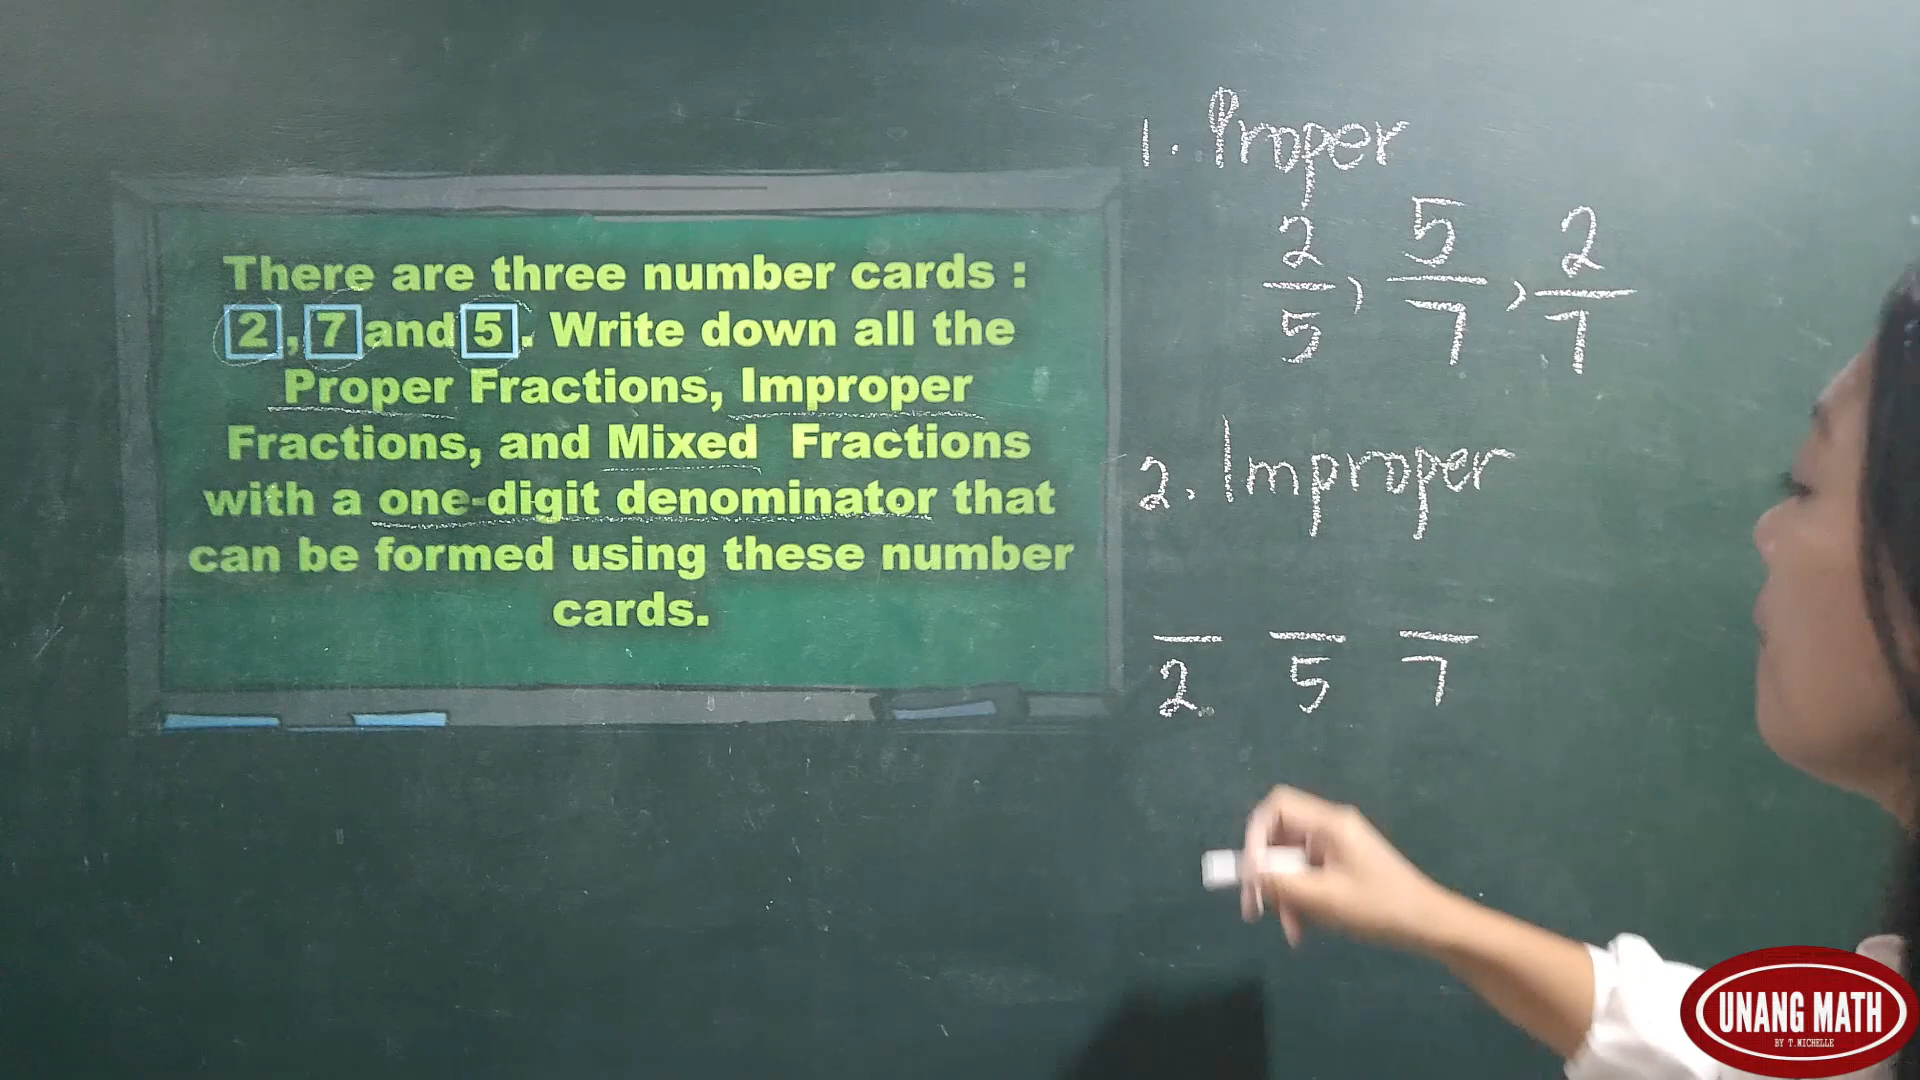 There are three number cards :
2, 7 and 5. Write down all the
Proper Fractions, Improper
Fractions, and Mixed Fractions
with a one-digit denominator that
can be formed using these number
cards.
1. Proper
2/5, 5/7, 2/7
2. Improper
2 5 7
UNANG MATH
BY T.MICHELLE